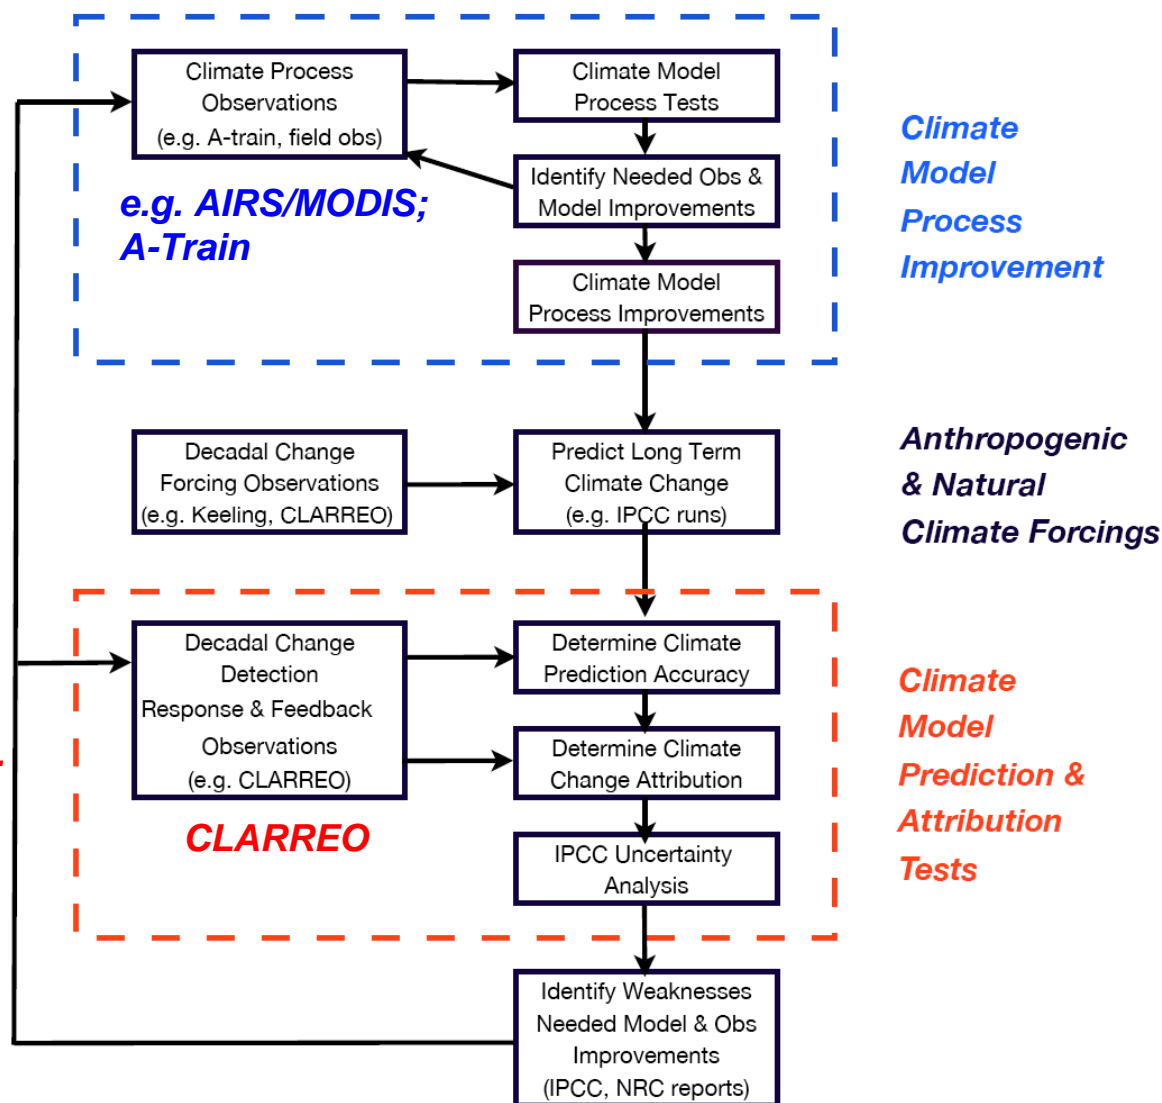 Climate Process
Observations
(e.g. A-train, field obs)
Climate Model
Process Tests
Identify Needed Obs &
Model Improvements
Climate Model
Process Improvements
e.g. AIRS/MODIS;
A-Train
Climate
Model
Process
Improvement
Decadal Change
Forcing Observations
(e.g. Keeling, CLARREO)
Predict Long Term
Climate Change
(e.g. IPCC runs)
Anthropogenic
& Natural
Climate Forcings
Decadal Change
Detection
Response & Feedback
Observations
(e.g. CLARREO)
CLARREO
Determine Climate
Prediction Accuracy
Determine Climate
Change Attribution
IPCC Uncertainty
Analysis
Climate
Model
Prediction &
Attribution
Tests
Identify Weaknesses
Needed Model & Obs
Improvements
(IPCC, NRC reports)